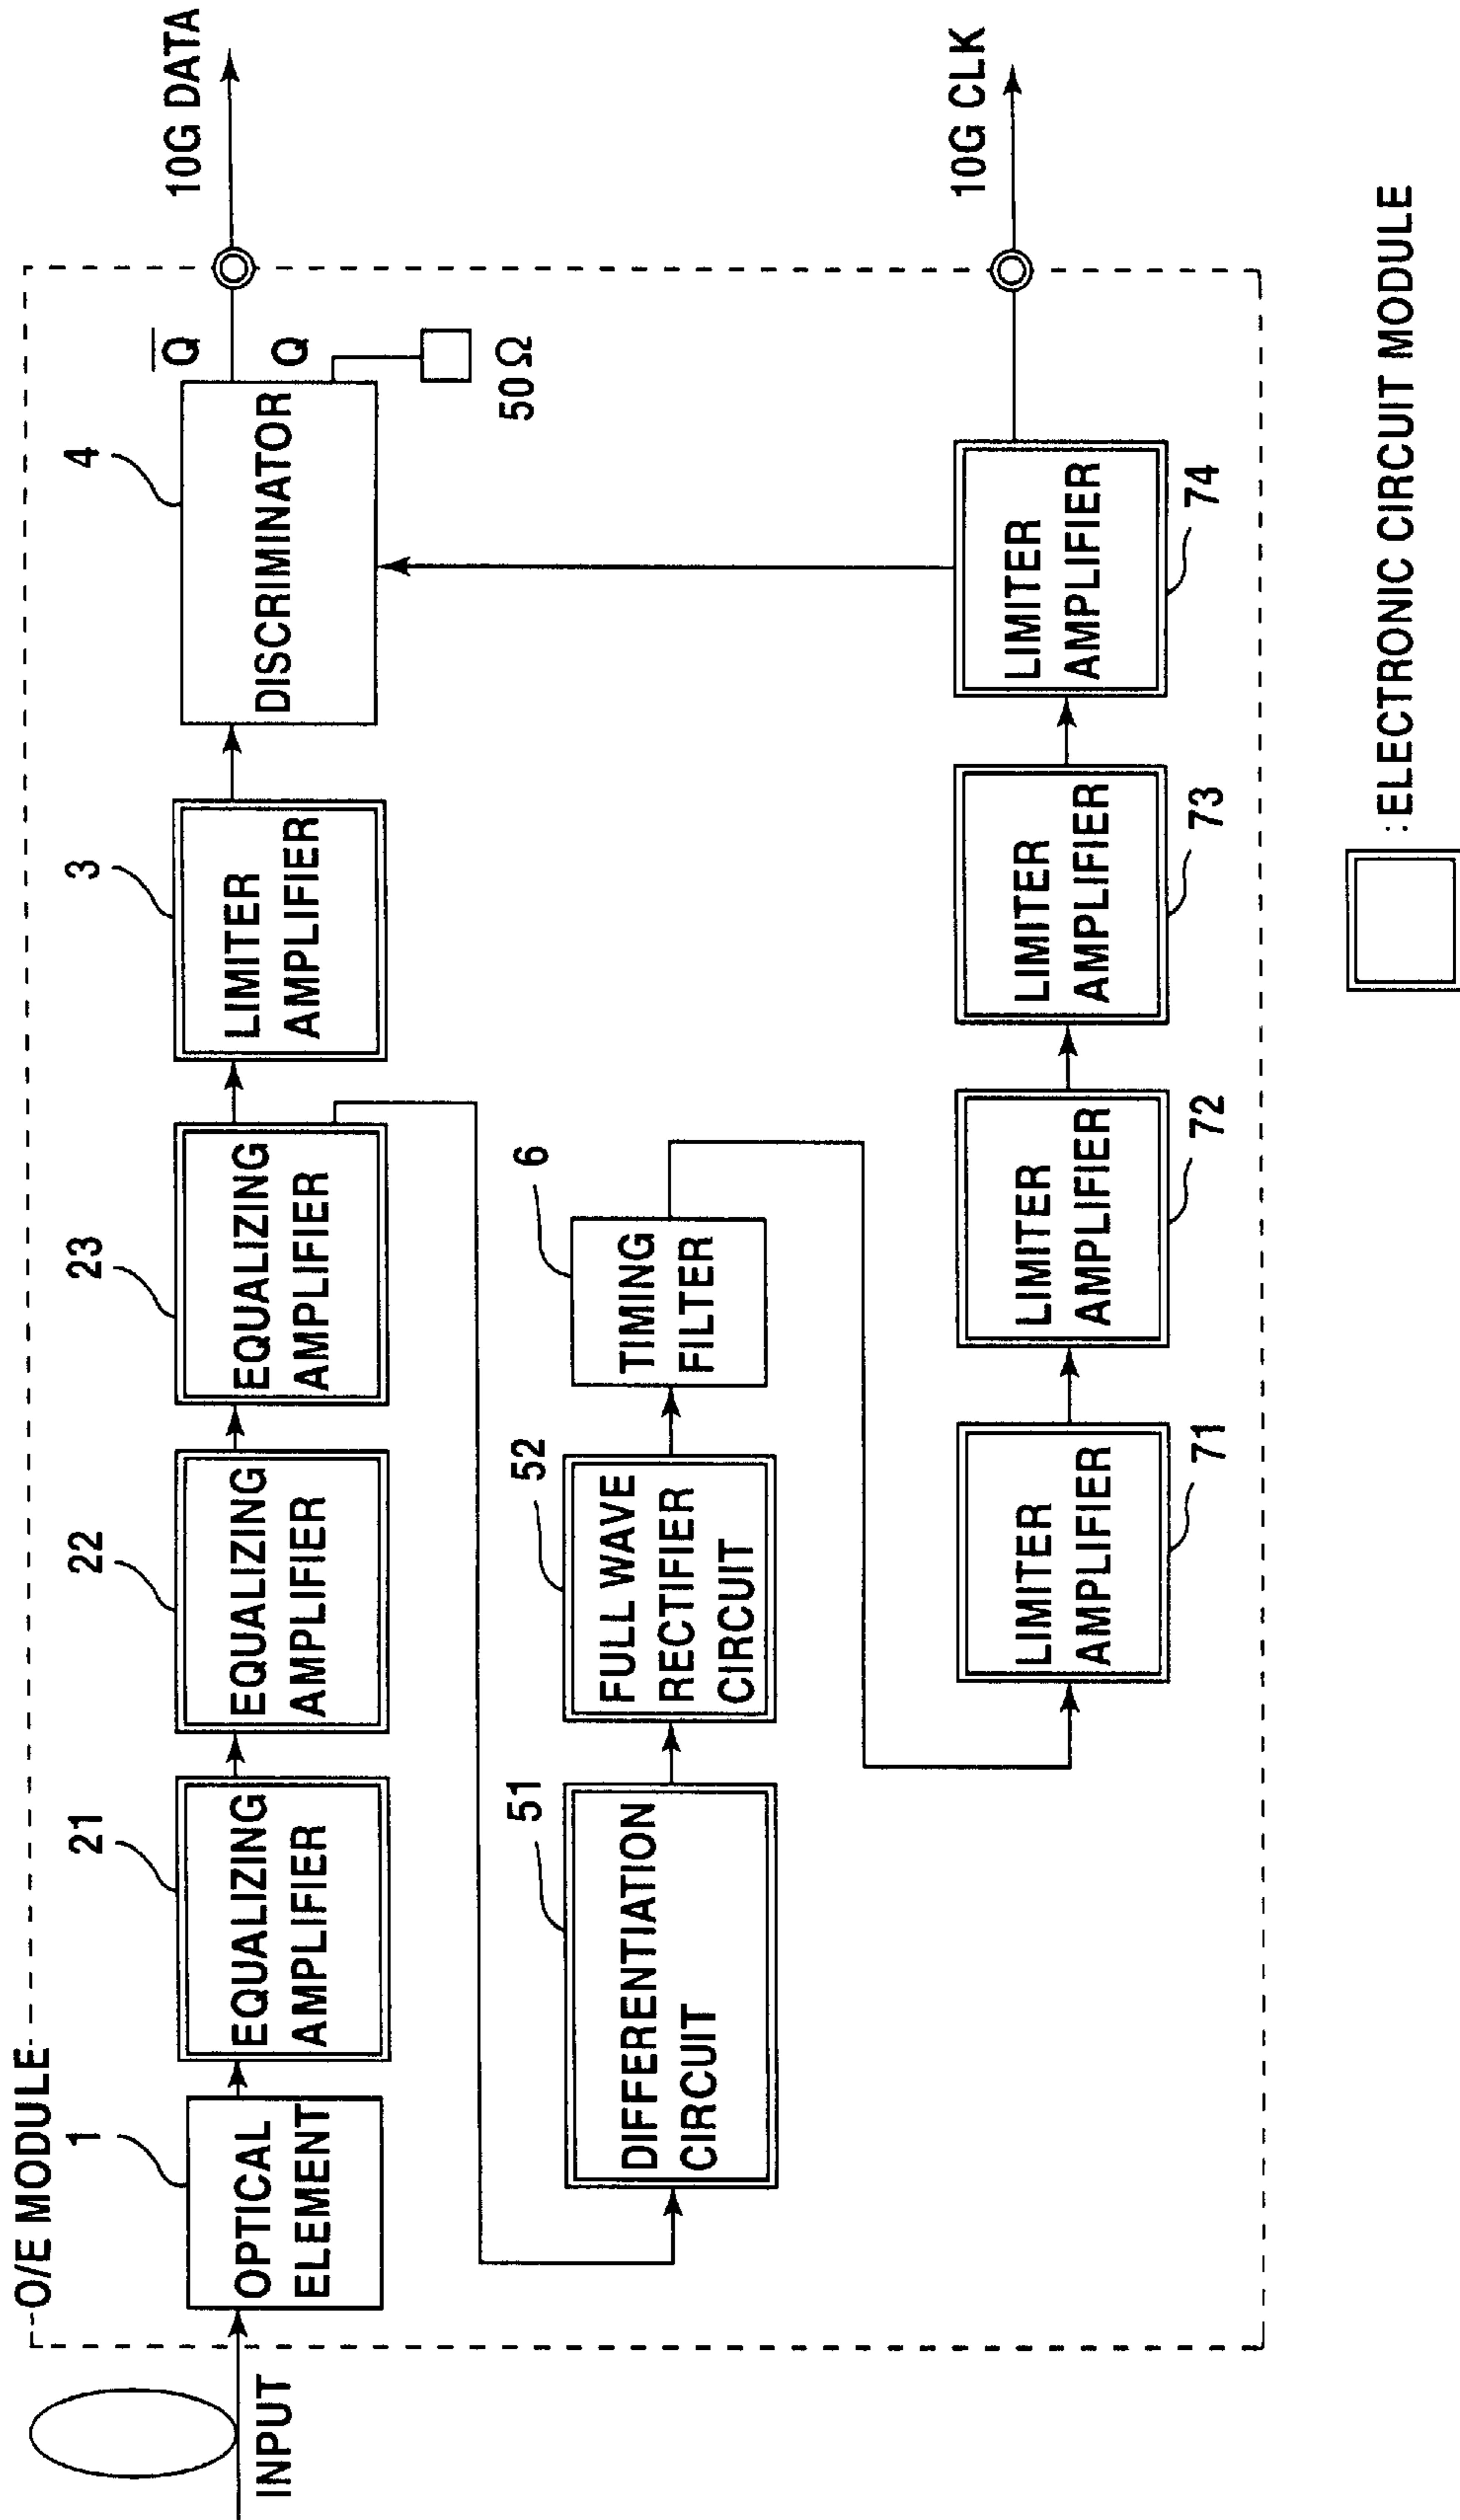 O/E MODULE
INPUT
1
OPTICAL
ELEMENT
21
EQUALIZING
AMPLIFIER
22
EQUALIZING
AMPLIFIER
23
EQUALIZING
AMPLIFIER
3
LIMITER
AMPLIFIER
4
DISCRIMINATOR
Q̅
Q
50Ω
10G DATA
51
DIFFERENTIATION
CIRCUIT
52
FULL WAVE
RECTIFIER
CIRCUIT
6
TIMING
FILTER
LIMITER
AMPLIFIER
71
LIMITER
AMPLIFIER
72
LIMITER
AMPLIFIER
73
LIMITER
AMPLIFIER
74
10G CLK
: ELECTRONIC CIRCUIT MODULE